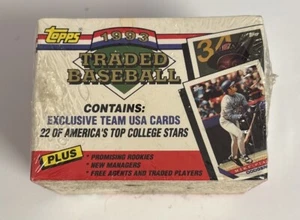 Topps
1993
TRADED
BASEBALL
34
CONTAINS:
EXCLUSIVE TEAM USA CARDS
22 OF AMERICA'S TOP COLLEGE STARS
PLUS
• PROMISING ROOKIES
• NEW MANAGERS
• FREE AGENTS AND TRADED PLAYERS